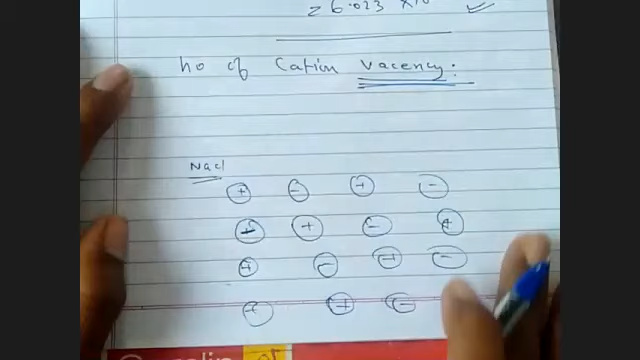 = 6.023 × 10
no of Cation Vacency.
Nacl
+ - + -
+ - +
+ - + -
+ + -